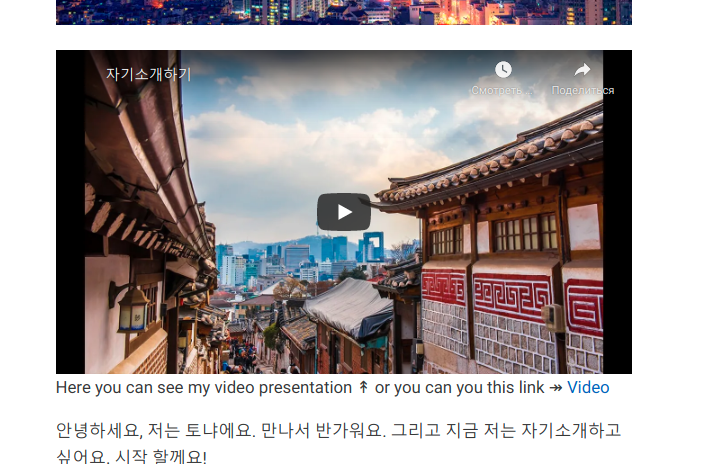 자기소개하기
Смотреть ...
Поделиться
Here you can see my video presentation ↟ or you can you this link ↠ Video
안녕하세요, 저는 토냐에요. 만나서 반가워요. 그리고 지금 저는 자기소개하고
싶어요. 시작 할께요!